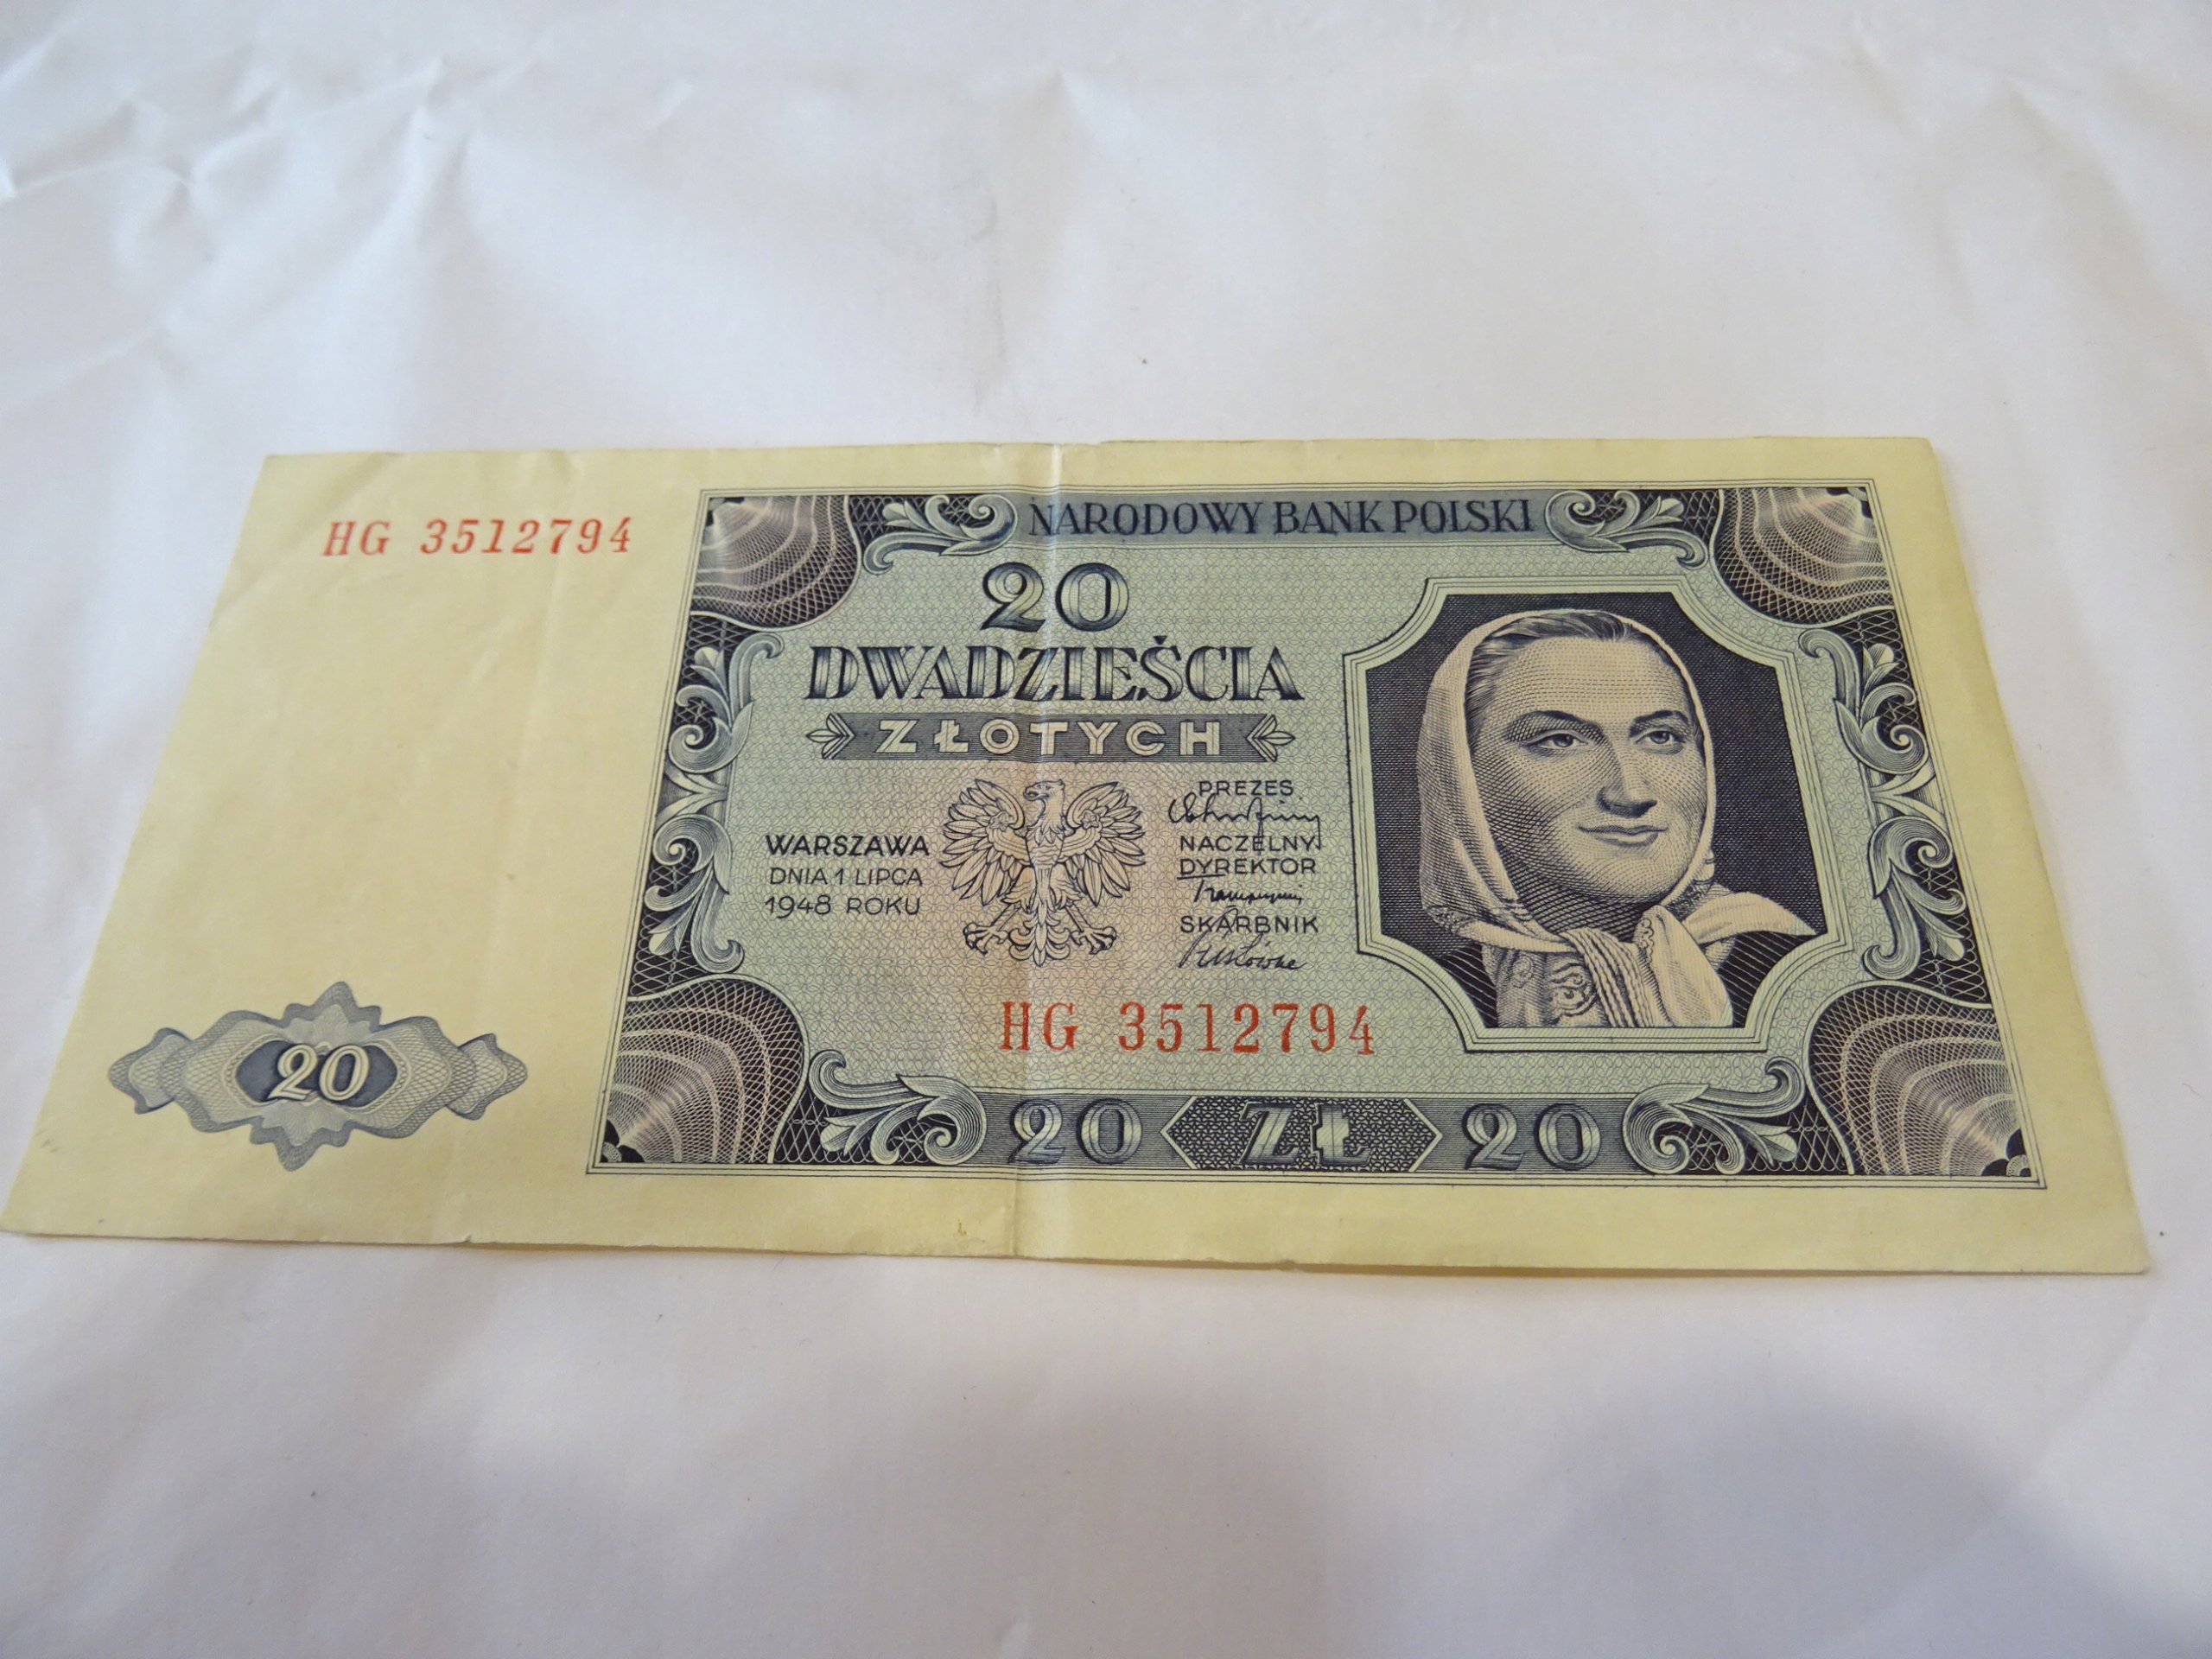 HG 3512794
NARODOWY BANK POLSKI
20
DWADZIEŚCIA
ZŁOTYCH
WARSZAWA
DNIA 1 LIPCA
1948 ROKU
PREZES
NACZELNY
DYREKTOR
SKARBNIK
HG 3512794
20
20 ZŁ 20